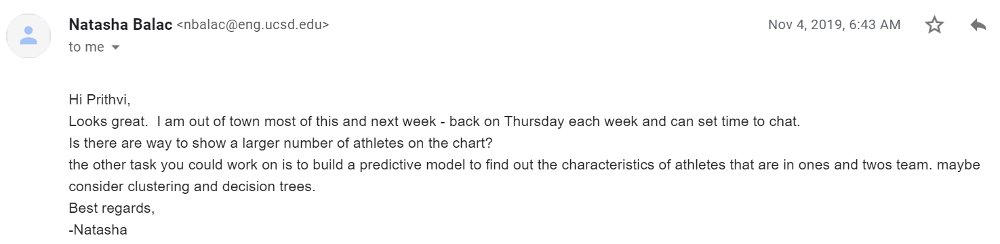 Natasha Balac <nbalac@eng.ucsd.edu> Nov 4, 2019, 6:43 AM
to me
Hi Prithvi,
Looks great.  I am out of town most of this and next week - back on Thursday each week and can set time to chat.
Is there are way to show a larger number of athletes on the chart?
the other task you could work on is to build a predictive model to find out the characteristics of athletes that are in ones and twos team. maybe
consider clustering and decision trees.
Best regards,
-Natasha